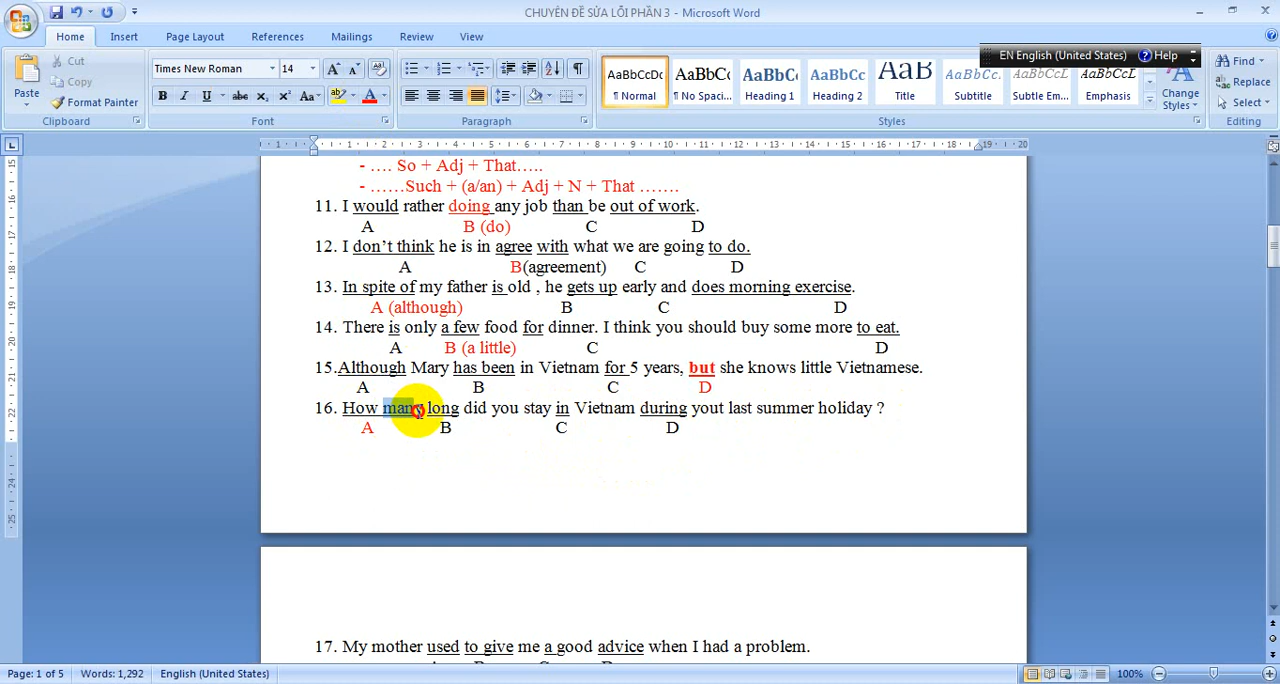 CHUYÊN ĐỀ SỬA LỖI PHẦN 3 - Microsoft Word
Home Insert Page Layout References Mailings Review View
EN English (United States) Help
Paste
Cut
Copy
Format Painter
Clipboard
Times New Roman 14
Font
Paragraph
AaBbCcDc AaBbCcDc AaBbC AaBbCc AaB AaBbCc. AaBbCcL AaBbCcL
¶ Normal ¶ No Spaci... Heading 1 Heading 2 Title Subtitle Subtle Em... Emphasis
Change Styles
Styles
Find
Replace
Select
Editing
- …. So + Adj + That…..
- ……Such + (a/an) + Adj + N + That …….
11. I would rather doing any job than be out of work.
A B (do) C D
12. I don’t think he is in agree with what we are going to do.
A B(agreement) C D
13. In spite of my father is old , he gets up early and does morning exercise.
A (although) B C D
14. There is only a few food for dinner. I think you should buy some more to eat.
A B (a little) C D
15.Although Mary has been in Vietnam for 5 years, but she knows little Vietnamese.
A B C D
16. How many long did you stay in Vietnam during yout last summer holiday ?
A B C D
17. My mother used to give me a good advice when I had a problem.
Page: 1 of 5 Words: 1,292 English (United States) 100%